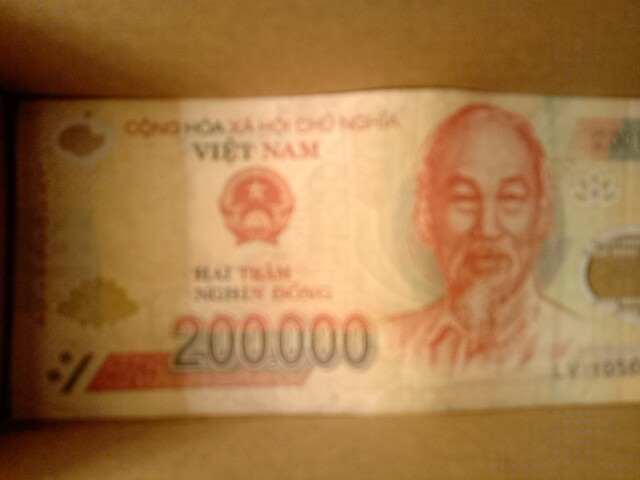 CỘNG HÒA XÃ HỘI CHỦ NGHĨA
VIỆT NAM
HAI TRĂM
NGHÌN ĐỒNG
200000